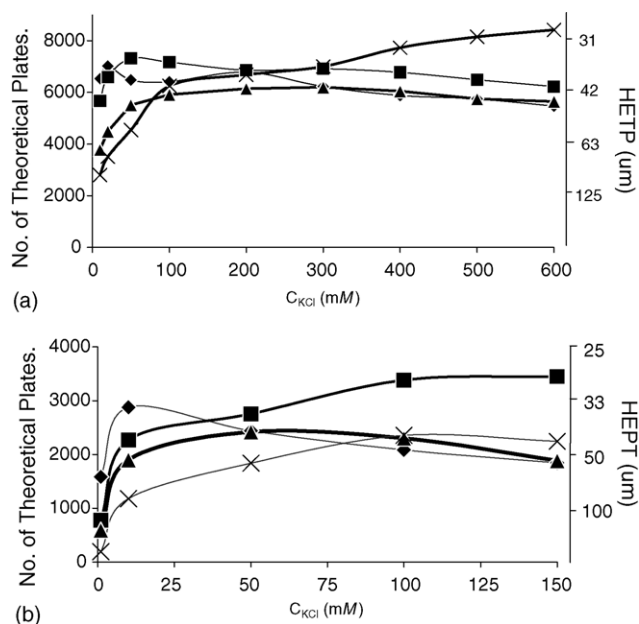 (a)
No. of Theoretical Plates.
8000
6000
4000
2000
0
0 100 200 300 400 500 600
C_KCl (mM)
31
42
63
125
HETP (um)
(b)
No. of Theoretical Plates.
4000
3000
2000
1000
0
0 25 50 75 100 125 150
C_KCl (mM)
25
33
50
100
HEPT (um)